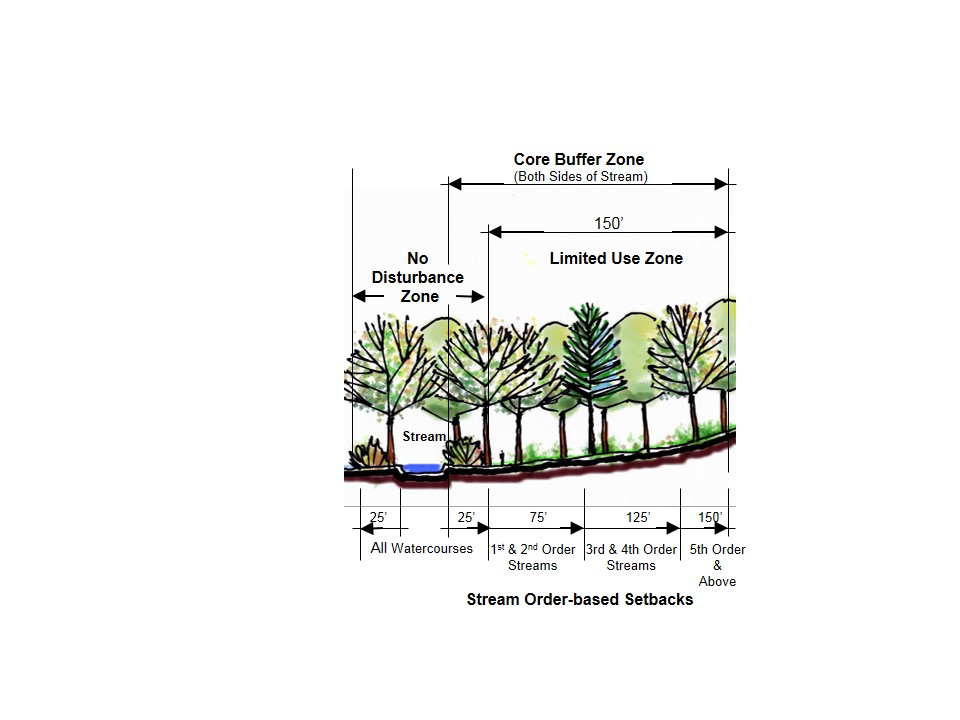 Core Buffer Zone
(Both Sides of Stream)
150’
No
Disturbance
Zone
Limited Use Zone
Stream
25’ 25’ 75’ 125’ 150’
All Watercourses
1st & 2nd Order
Streams
3rd & 4th Order
Streams
5th Order
&
Above
Stream Order-based Setbacks